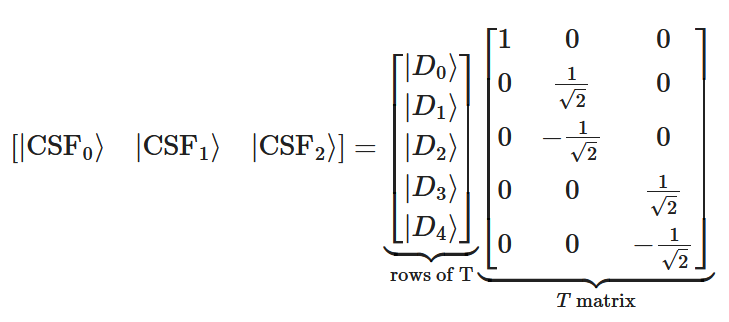 [|CSF₀⟩ |CSF₁⟩ |CSF₂⟩] =
|D₀⟩
|D₁⟩
|D₂⟩
|D₃⟩
|D₄⟩
rows of T
1 0 0
0 1/√2 0
0 −1/√2 0
0 0 1/√2
0 0 −1/√2
T matrix